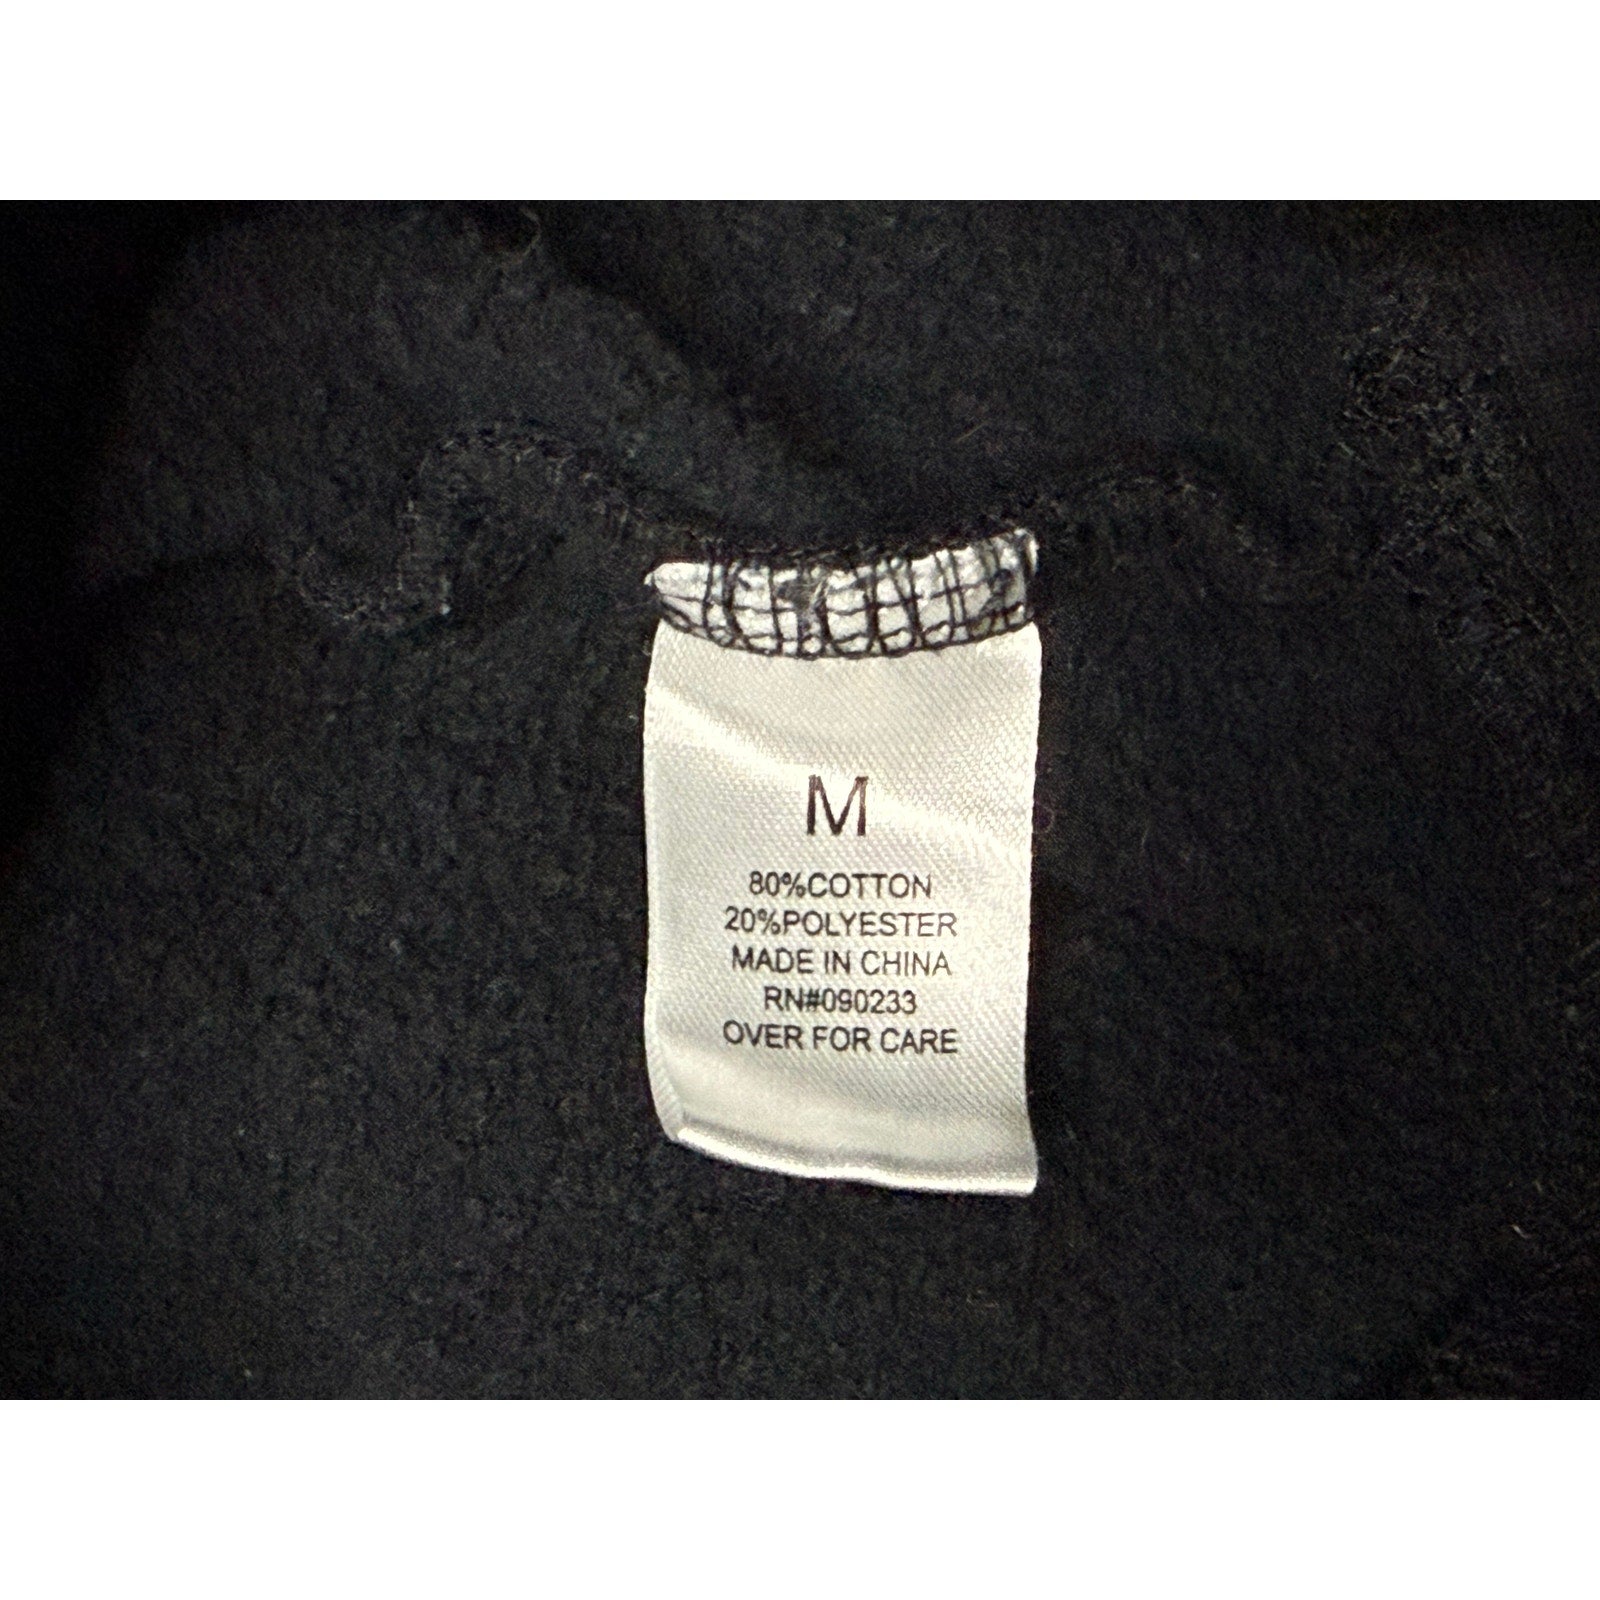 M
80%COTTON
20%POLYESTER
MADE IN CHINA
RN#090233
OVER FOR CARE